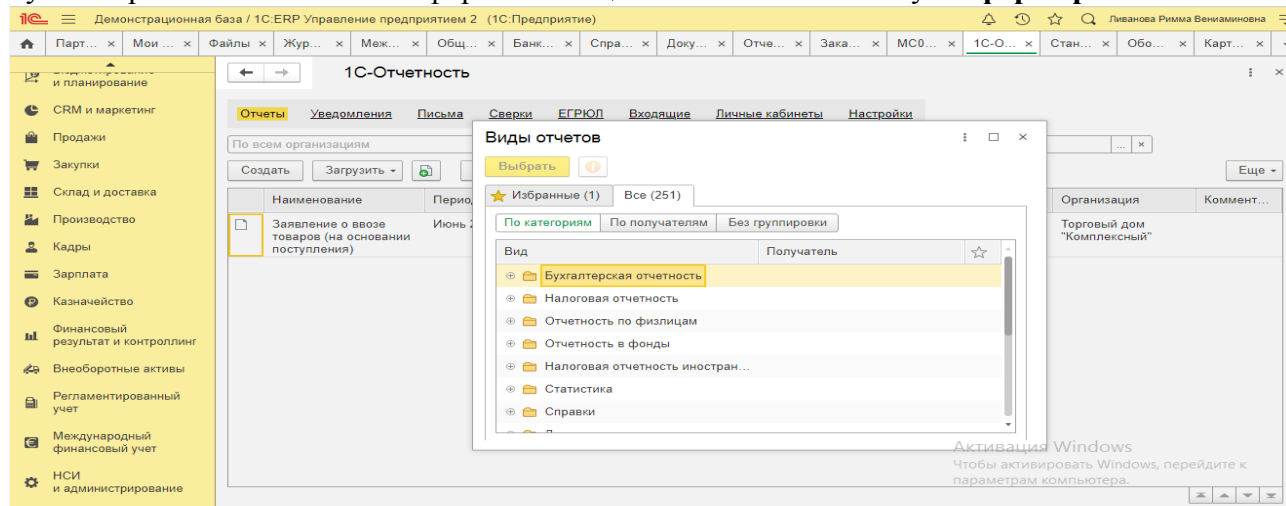 Демонстрационная база / 1С:ERP Управление предприятием 2 (1С:Предприятие)
Ливанова Римма Вениаминовна
Парт... × Мои ... × Файлы × Жур... × Меж... × Общ... × Банк... × Спра... × Доку... × Отче... × Зака... × МС0... × 1С-О... × Стан... × Обо... × Карт... ×
и планирование
CRM и маркетинг
Продажи
Закупки
Склад и доставка
Производство
Кадры
Зарплата
Казначейство
Финансовый
результат и контроллинг
Внеоборотные активы
Регламентированный
учет
Международный
финансовый учет
НСИ
и администрирование
1С-Отчетность
Отчеты Уведомления Письма Сверки ЕГРЮЛ Входящие Личные кабинеты Настройки
По всем организациям
Создать Загрузить Еще
Наименование Перио Организация Коммент...
Заявление о ввозе
товаров (на основании
поступления)
Июнь
Торговый дом
"Комплексный"
Виды отчетов
Выбрать
Избранные (1) Все (251)
По категориям По получателям Без группировки
Вид Получатель
Бухгалтерская отчетность
Налоговая отчетность
Отчетность по физлицам
Отчетность в фонды
Налоговая отчетность иностран...
Статистика
Справки
Активация Windows
Чтобы активировать Windows, перейдите к
параметрам компьютера.